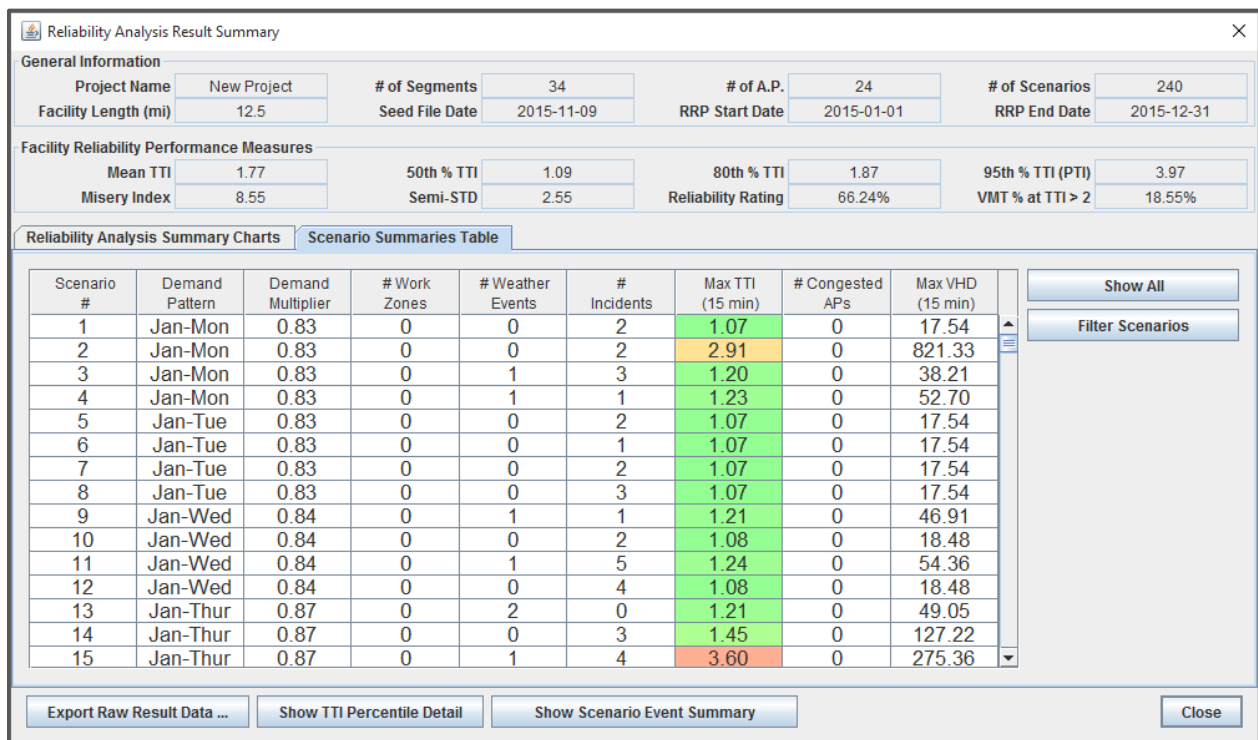 Reliability Analysis Result Summary
General Information
Project Name New Project # of Segments 34 # of A.P. 24 # of Scenarios 240
Facility Length (mi) 12.5 Seed File Date 2015-11-09 RRP Start Date 2015-01-01 RRP End Date 2015-12-31
Facility Reliability Performance Measures
Mean TTI 1.77 50th % TTI 1.09 80th % TTI 1.87 95th % TTI (PTI) 3.97
Misery Index 8.55 Semi-STD 2.55 Reliability Rating 66.24% VMT % at TTI > 2 18.55%
Reliability Analysis Summary Charts Scenario Summaries Table
Scenario Demand Demand # Work # Weather # Max TTI # Congested Max VHD
# Pattern Multiplier Zones Events Incidents (15 min) APs (15 min)
Show All
1 Jan-Mon 0.83 0 0 2 1.07 0 17.54
Filter Scenarios
2 Jan-Mon 0.83 0 0 2 2.91 0 821.33
3 Jan-Mon 0.83 0 1 3 1.20 0 38.21
4 Jan-Mon 0.83 0 1 1 1.23 0 52.70
5 Jan-Tue 0.83 0 0 2 1.07 0 17.54
6 Jan-Tue 0.83 0 0 1 1.07 0 17.54
7 Jan-Tue 0.83 0 0 2 1.07 0 17.54
8 Jan-Tue 0.83 0 0 3 1.07 0 17.54
9 Jan-Wed 0.84 0 1 1 1.21 0 46.91
10 Jan-Wed 0.84 0 0 2 1.08 0 18.48
11 Jan-Wed 0.84 0 1 5 1.24 0 54.36
12 Jan-Wed 0.84 0 0 4 1.08 0 18.48
13 Jan-Thur 0.87 0 2 0 1.21 0 49.05
14 Jan-Thur 0.87 0 0 3 1.45 0 127.22
15 Jan-Thur 0.87 0 1 4 3.60 0 275.36
Export Raw Result Data ... Show TTI Percentile Detail Show Scenario Event Summary Close